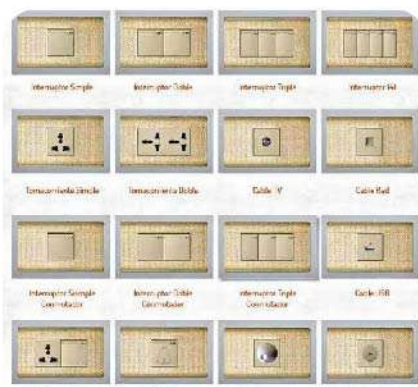 Interruptor Simple
Interruptor Doble
Interruptor Triple
Interruptor
Tomacorriente Simple
Tomacorriente Doble
Cable TV
Cable Red
Interruptor Simple
Conmutador
Interruptor Doble
Conmutador
Interruptor Triple
Conmutador
Cable USB